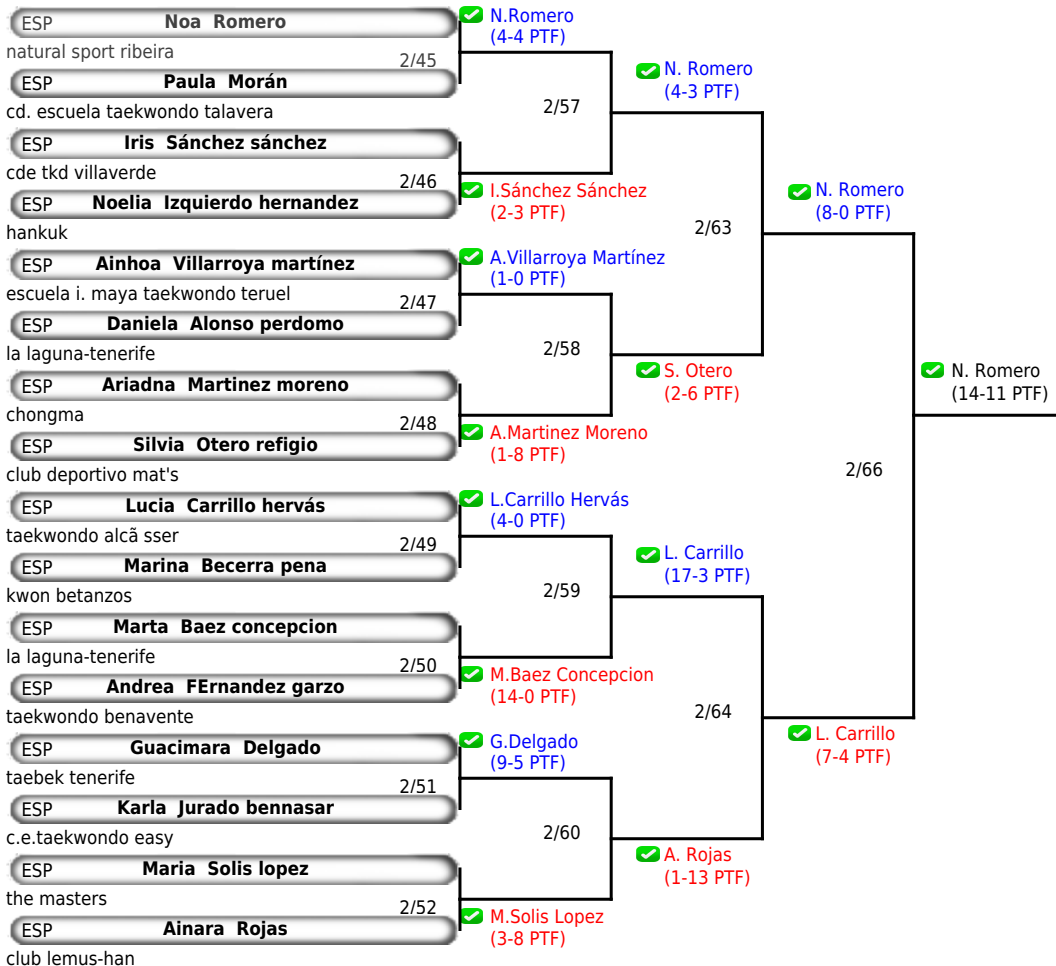 ESP Noa Romero
natural sport ribeira
2/45
ESP Paula Morán
cd. escuela taekwondo talavera
ESP Iris Sánchez sánchez
cde tkd villaverde
2/46
ESP Noelia Izquierdo hernandez
hankuk
ESP Ainhoa Villarroya martínez
escuela i. maya taekwondo teruel
2/47
ESP Daniela Alonso perdomo
la laguna-tenerife
ESP Ariadna Martinez moreno
chongma
2/48
ESP Silvia Otero refigio
club deportivo mat's
ESP Lucia Carrillo hervás
taekwondo alcã sser
2/49
ESP Marina Becerra pena
kwon betanzos
ESP Marta Baez concepcion
la laguna-tenerife
2/50
ESP Andrea FErnandez garzo
taekwondo benavente
ESP Guacimara Delgado
taebek tenerife
2/51
ESP Karla Jurado bennasar
c.e.taekwondo easy
ESP Maria Solis lopez
the masters
2/52
ESP Ainara Rojas
club lemus-han
N.Romero
(4-4 PTF)
2/57
I.Sánchez Sánchez
(2-3 PTF)
A.Villarroya Martínez
(1-0 PTF)
2/58
A.Martinez Moreno
(1-8 PTF)
L.Carrillo Hervás
(4-0 PTF)
2/59
M.Baez Concepcion
(14-0 PTF)
G.Delgado
(9-5 PTF)
2/60
M.Solis Lopez
(3-8 PTF)
N. Romero
(4-3 PTF)
2/63
S. Otero
(2-6 PTF)
L. Carrillo
(17-3 PTF)
2/64
A. Rojas
(1-13 PTF)
N. Romero
(8-0 PTF)
2/66
L. Carrillo
(7-4 PTF)
N. Romero
(14-11 PTF)